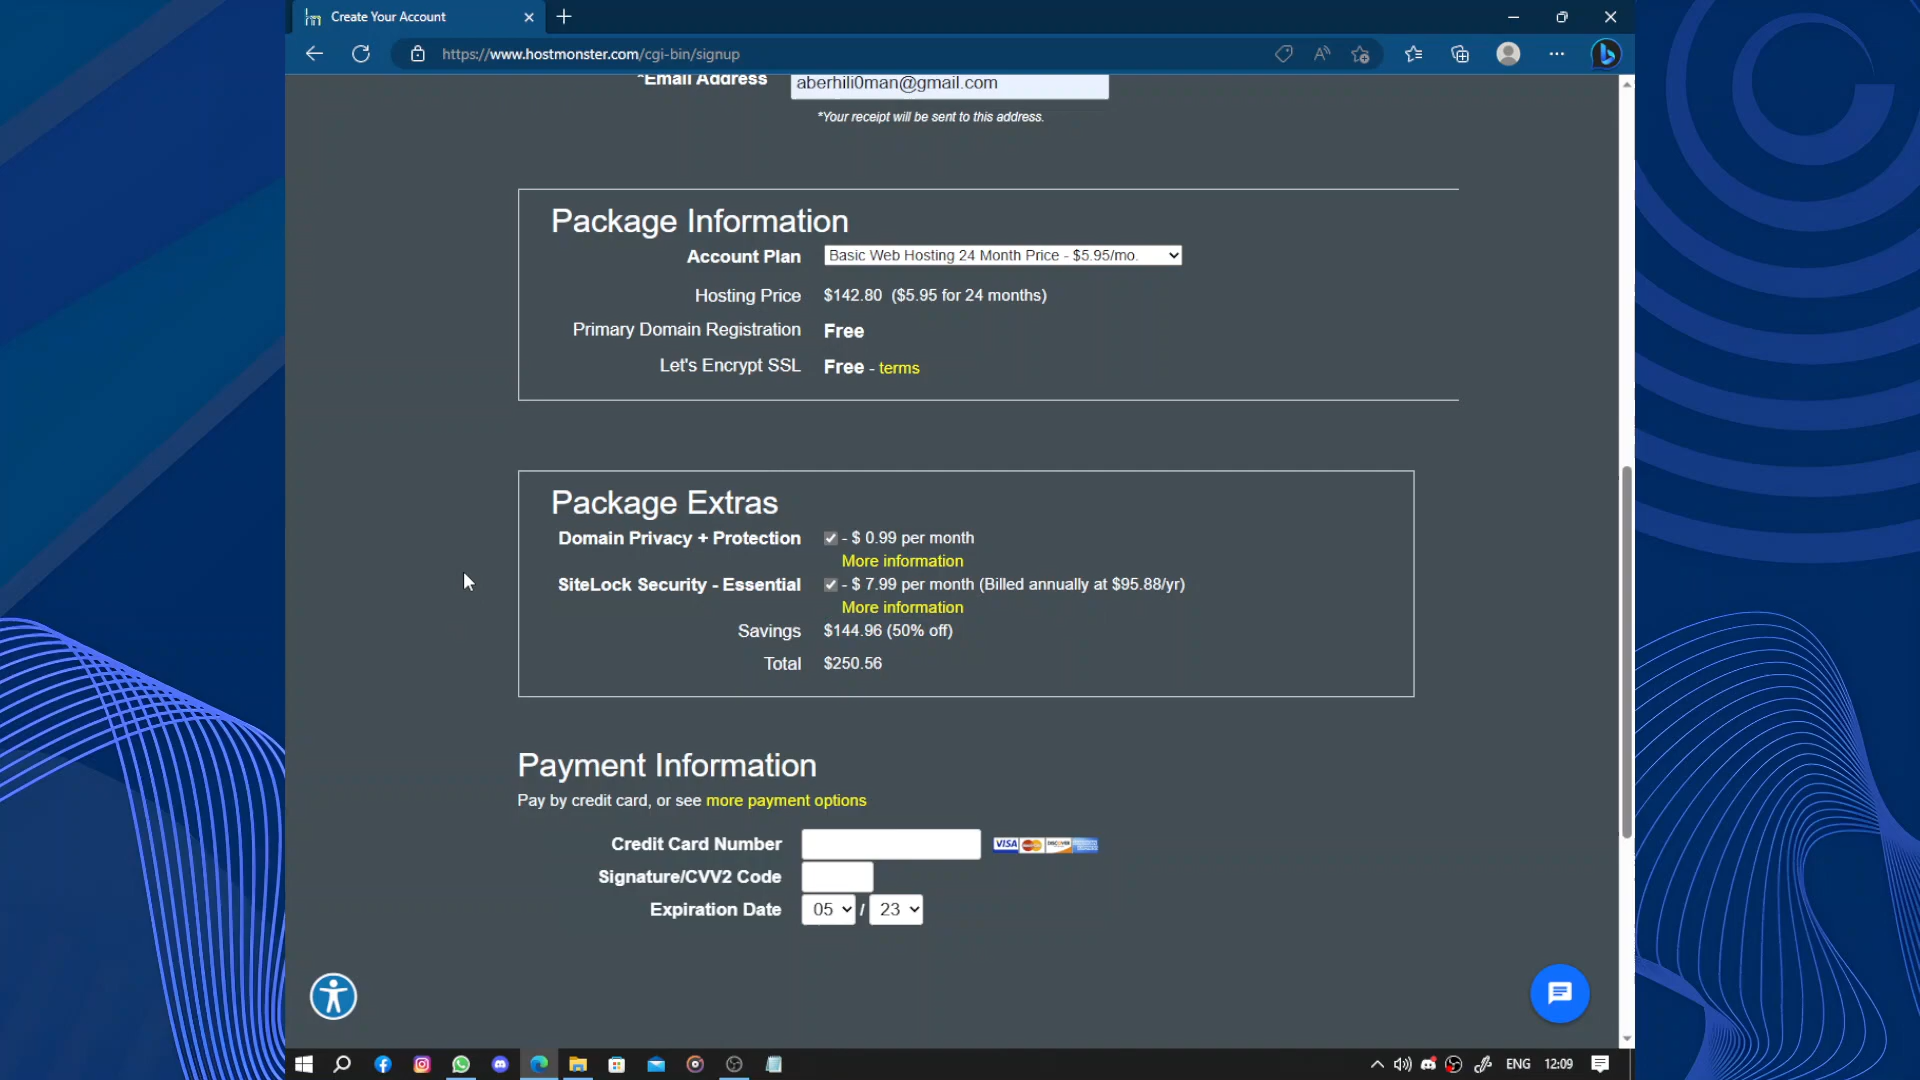 Create Your Account
https://www.hostmonster.com/cgi-bin/signup
*Email Address aberhili0man@gmail.com
*Your receipt will be sent to this address.
Package Information
Account Plan Basic Web Hosting 24 Month Price - $5.95/mo.
Hosting Price $142.80 ($5.95 for 24 months)
Primary Domain Registration Free
Let's Encrypt SSL Free - terms
Package Extras
Domain Privacy + Protection - $ 0.99 per month
More information
SiteLock Security - Essential - $ 7.99 per month (Billed annually at $95.88/yr)
More information
Savings $144.96 (50% off)
Total $250.56
Payment Information
Pay by credit card, or see more payment options
Credit Card Number VISA
Signature/CVV2 Code
Expiration Date 05 / 23
ENG 12:09